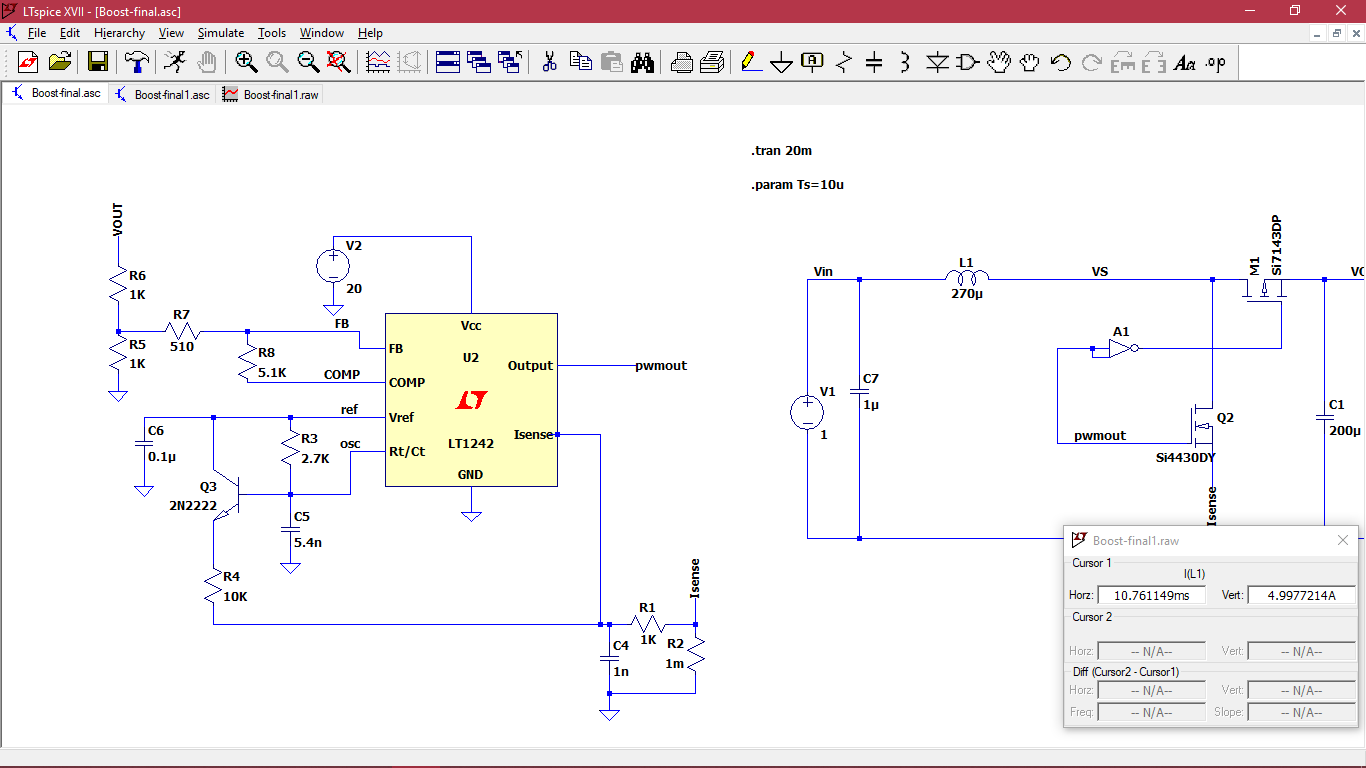 LTspice XVII - [Boost-final.asc]
File Edit Hierarchy View Simulate Tools Window Help
Boost-final.asc Boost-final1.asc Boost-final1.raw
.tran 20m
.param Ts=10u
VOUT
R6
1K
R5
1K
R7
510
R8
5.1K
V2
20
FB
COMP
ref
osc
Vcc
FB
U2
COMP
Output
pwmout
Vref
LT1242
Isense
Rt/Ct
GND
C6
0.1µ
R3
2.7K
Q3
2N2222
C5
5.4n
R4
10K
R1
1K
C4
1n
R2
1m
Isense
Vin
L1
270µ
VS
M1
Si7143DP
A1
C7
1µ
V1
1
pwmout
Q2
Si4430DY
Isense
C1
200µ
Boost-final1.raw
Cursor 1
I(L1)
Horz: 10.761149ms Vert: 4.9977214A
Cursor 2
Horz: -- N/A-- Vert: -- N/A--
Diff (Cursor2 - Cursor1)
Horz: -- N/A-- Vert: -- N/A--
Freq: -- N/A-- Slope: -- N/A--